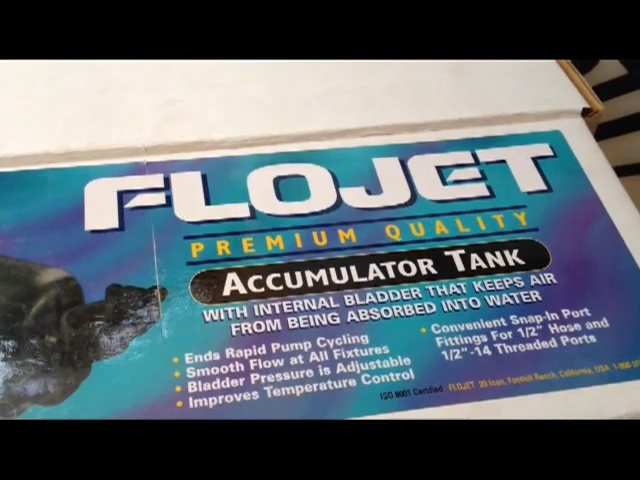 FLOJET
PREMIUM QUALITY
ACCUMULATOR TANK
WITH INTERNAL BLADDER THAT KEEPS AIR
FROM BEING ABSORBED INTO WATER
• Ends Rapid Pump Cycling
• Smooth Flow at All Fixtures
• Bladder Pressure is Adjustable
• Improves Temperature Control
• Convenient Snap-In Port
Fittings For 1/2" Hose and
1/2"-14 Threaded Ports
ISO 9001 Certified FLOJET 20 Icon, Foothill Ranch, California, USA